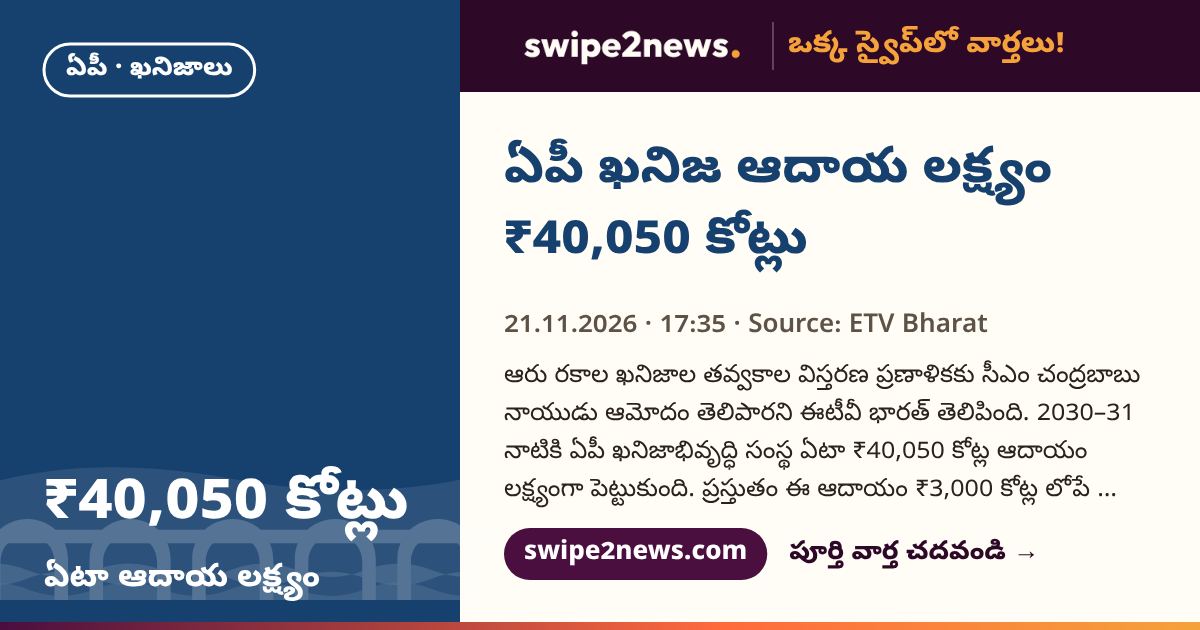 ఏపీ · ఖనిజాలు
₹40,050 కోట్లు
ఏటా ఆదాయ లక్ష్యం
swipe2news.
ఒక్క స్వైప్‌లో వార్తలు!
ఏపీ ఖనిజ ఆదాయ లక్ష్యం
₹40,050 కోట్లు
21.11.2026 · 17:35 · Source: ETV Bharat
ఆరు రకాల ఖనిజాల తవ్వకాల విస్తరణ ప్రణాళికకు సీఎం చంద్రబాబు
నాయుడు ఆమోదం తెలిపారని ఈటీవీ భారత్ తెలిపింది. 2030–31
నాటికి ఏపీ ఖనిజాభివృద్ధి సంస్థ ఏటా ₹40,050 కోట్ల ఆదాయం
లక్ష్యంగా పెట్టుకుంది. ప్రస్తుతం ఈ ఆదాయం ₹3,000 కోట్ల లోపే ...
swipe2news.com
పూర్తి వార్త చదవండి →